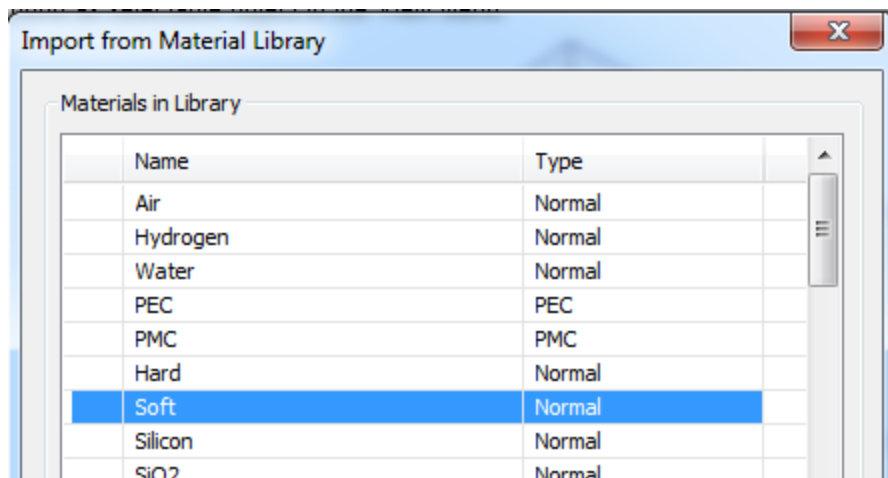 Import from Material Library
Materials in Library
Name Type
Air Normal
Hydrogen Normal
Water Normal
PEC PEC
PMC PMC
Hard Normal
Soft Normal
Silicon Normal
SiO2 Normal